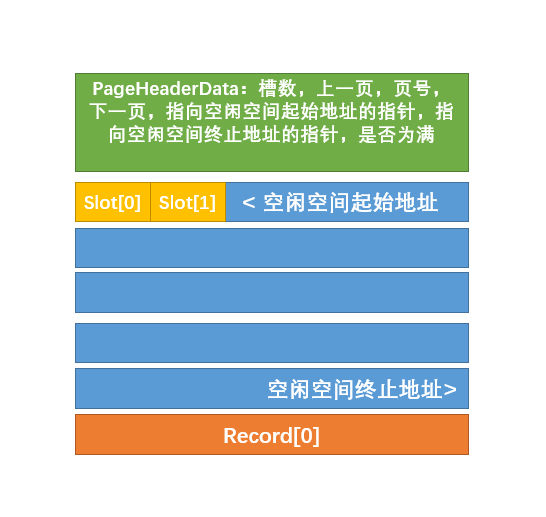 PageHeaderData：槽数，上一页，页号，
下一页，指向空闲空间起始地址的指针，指
向空闲空间终止地址的指针，是否为满
Slot[0] Slot[1] < 空闲空间起始地址
空闲空间终止地址>
Record[0]